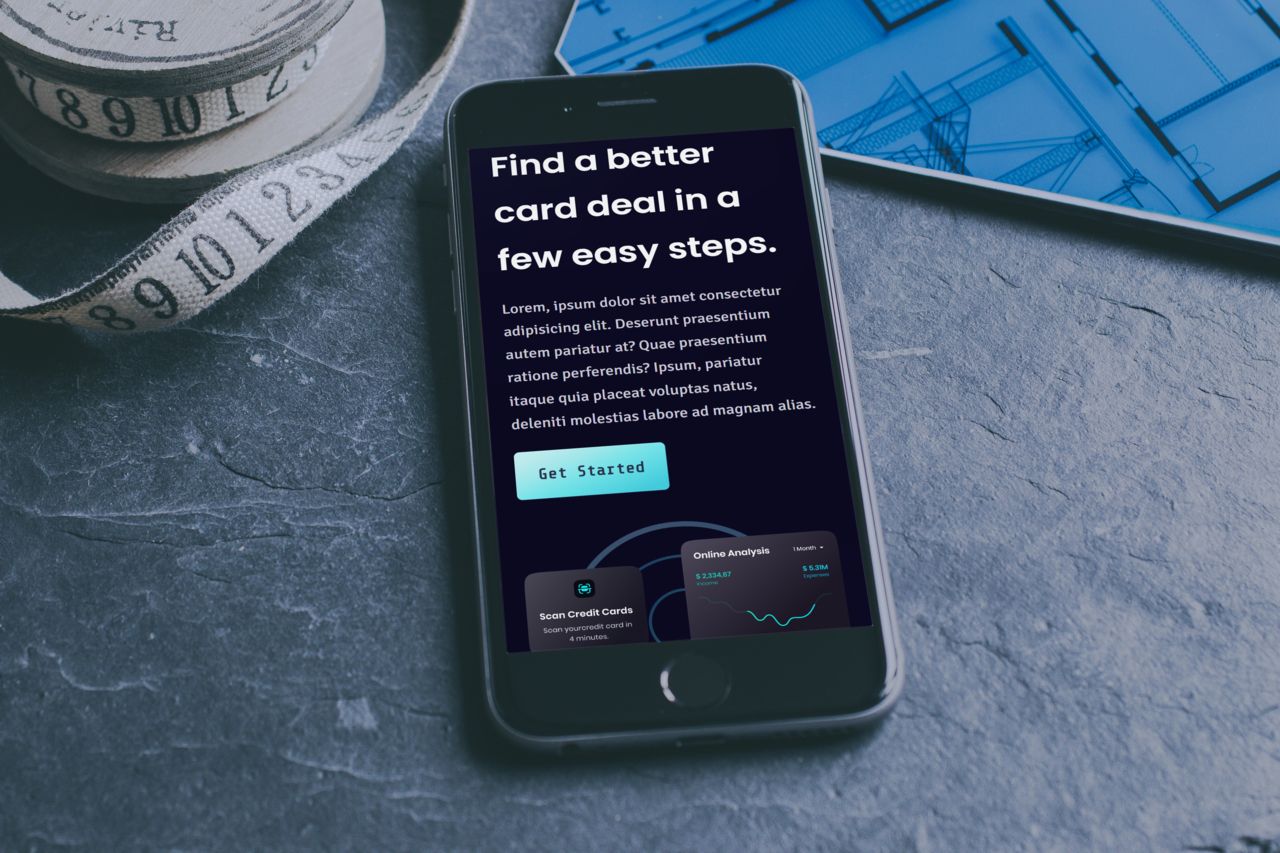 7 8 9 10 1 2 3
8 9 10 1 2 3 4
Find a better
card deal in a
few easy steps.
Lorem, ipsum dolor sit amet consectetur
adipisicing elit. Deserunt praesentium
autem pariatur at? Quae praesentium
ratione perferendis? Ipsum, pariatur
itaque quia placeat voluptas natus,
deleniti molestias labore ad magnam alias.
Get Started
Online Analysis
1 Month
$ 2,334,67
$ 5.31M
Income
Expenses
Scan Credit Cards
Scan yourcredit card in
4 minutes.